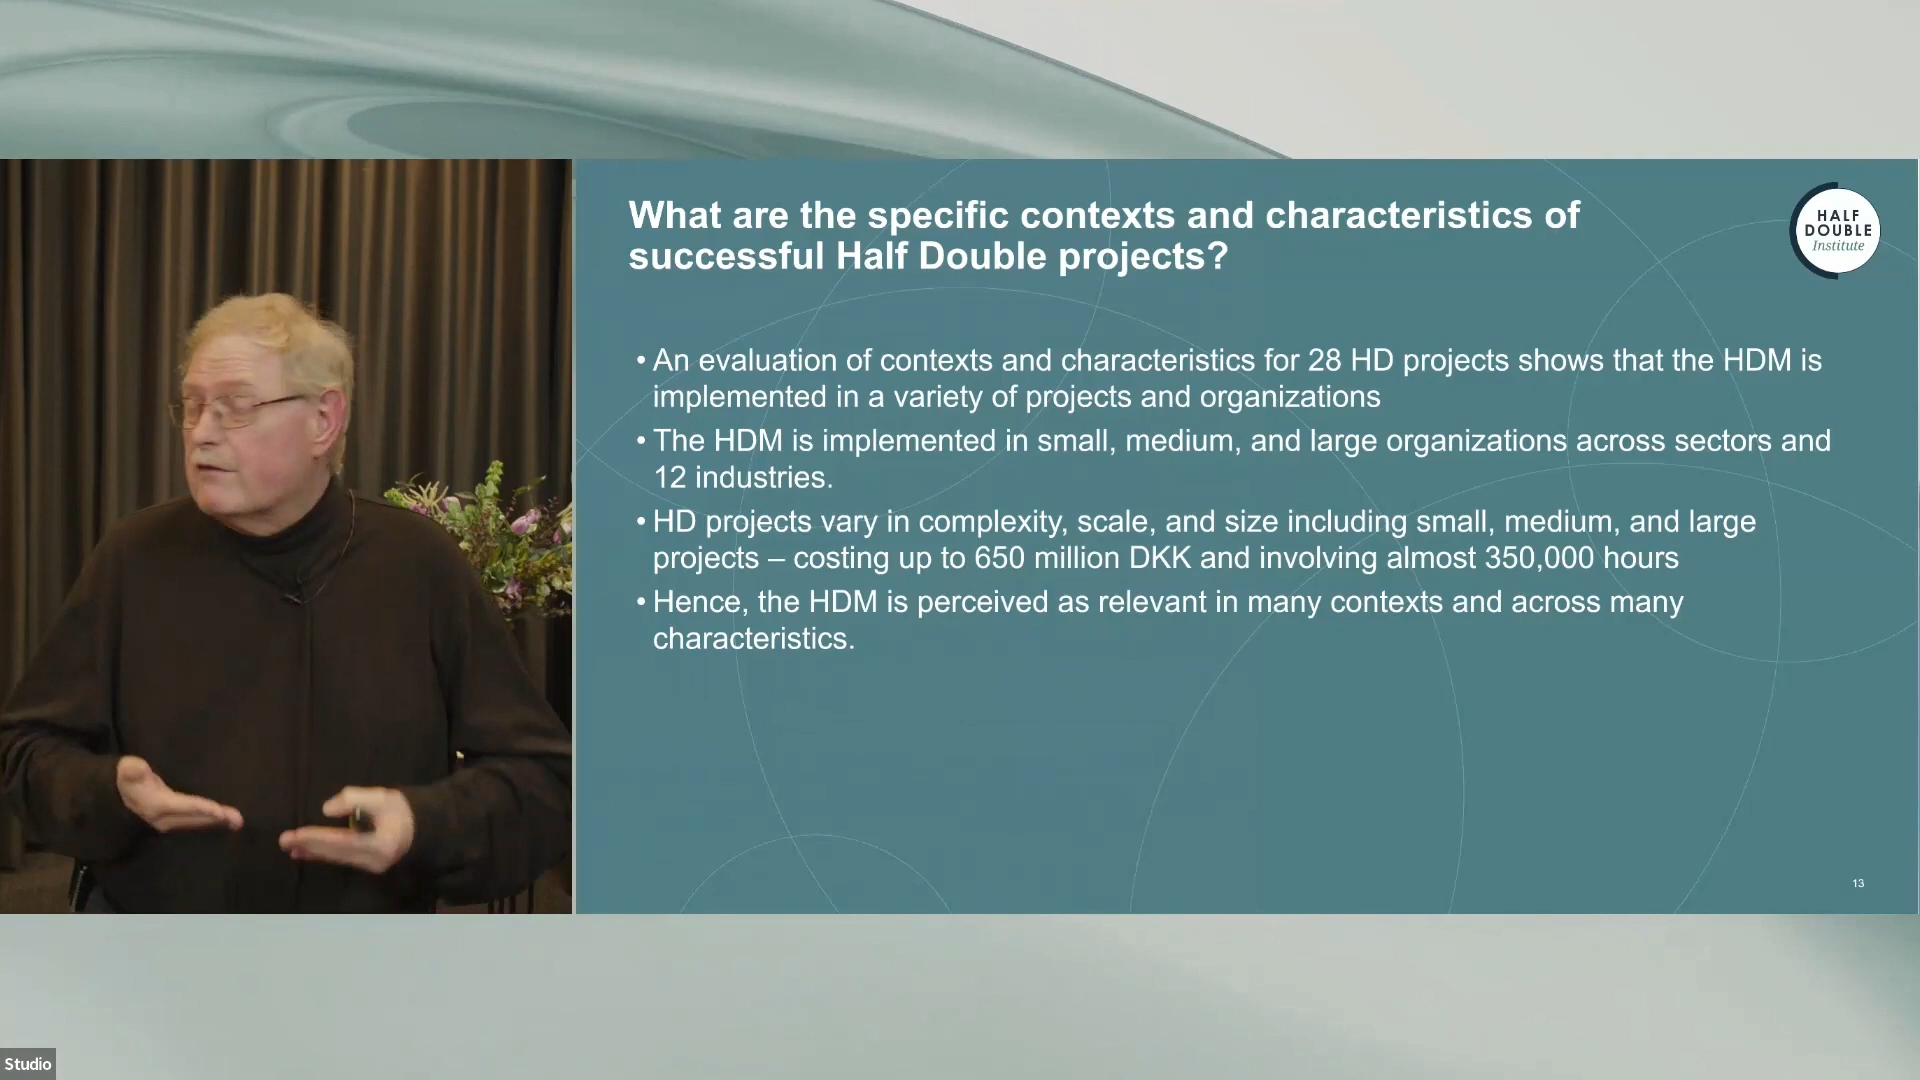 What are the specific contexts and characteristics of
successful Half Double projects?
HALF
DOUBLE
Institute
• An evaluation of contexts and characteristics for 28 HD projects shows that the HDM is
implemented in a variety of projects and organizations
• The HDM is implemented in small, medium, and large organizations across sectors and
12 industries.
• HD projects vary in complexity, scale, and size including small, medium, and large
projects – costing up to 650 million DKK and involving almost 350,000 hours
• Hence, the HDM is perceived as relevant in many contexts and across many
characteristics.
13
Studio